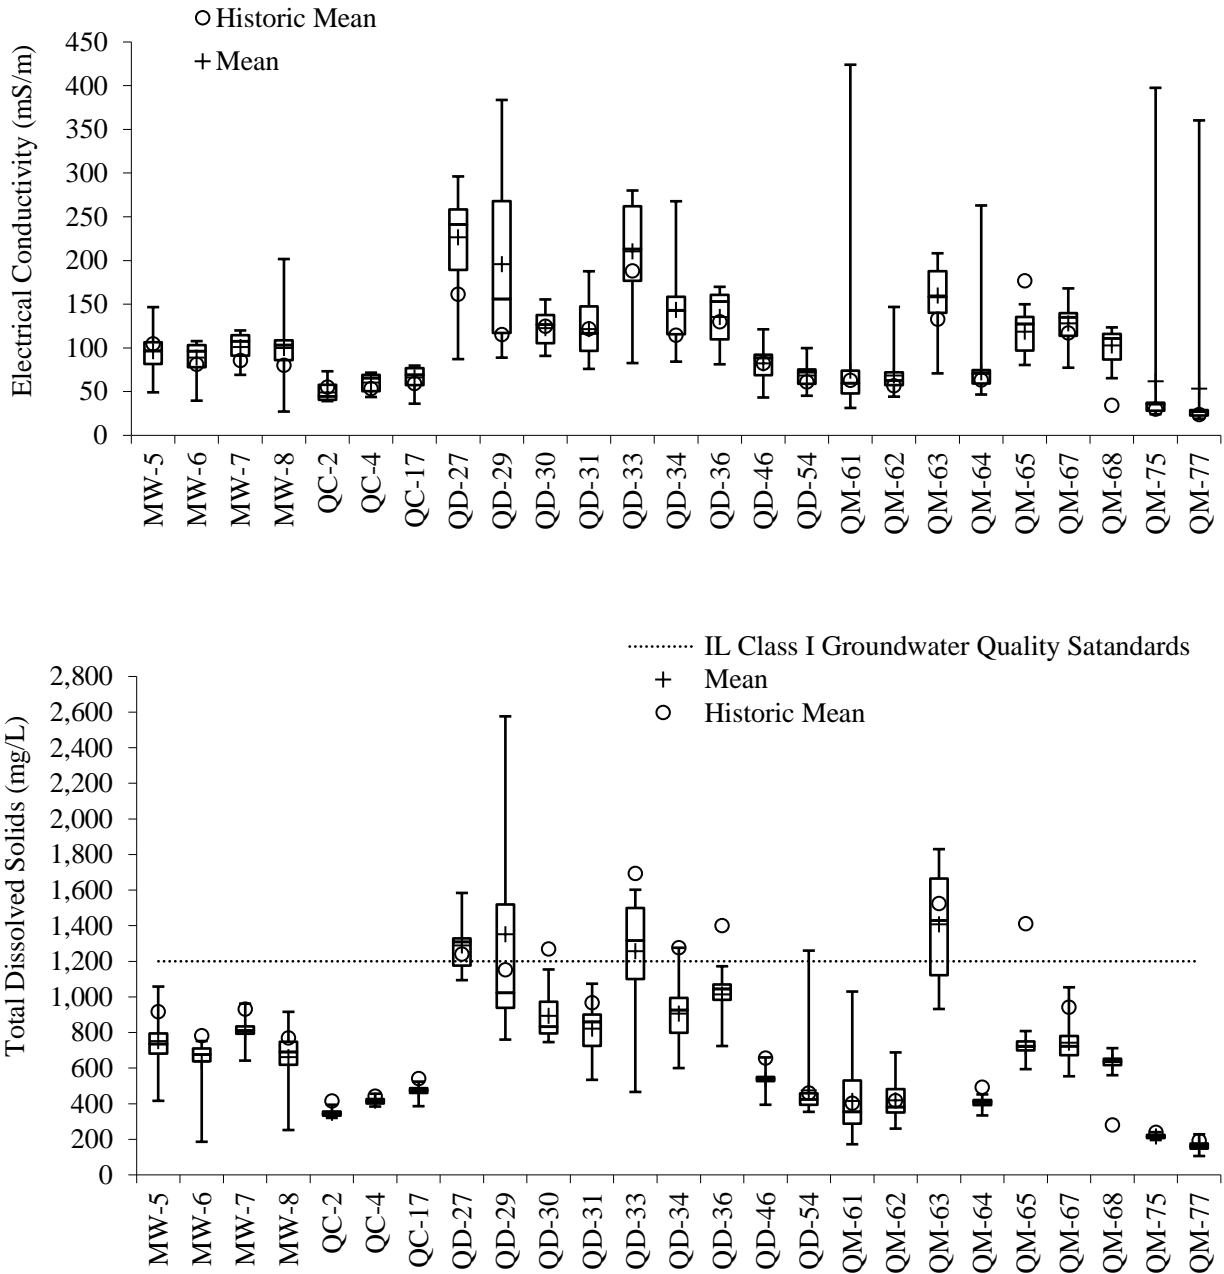 Historic Mean
Mean
Electrical Conductivity (mS/m)
450
400
350
300
250
200
150
100
50
0
MW-5 MW-6 MW-7 MW-8 QC-2 QC-4 QC-17 QD-27 QD-29 QD-30 QD-31 QD-33 QD-34 QD-36 QD-46 QD-54 QM-61 QM-62 QM-63 QM-64 QM-65 QM-67 QM-68 QM-75 QM-77
IL Class I Groundwater Quality Satandards
Mean
Historic Mean
Total Dissolved Solids (mg/L)
2,800
2,600
2,400
2,200
2,000
1,800
1,600
1,400
1,200
1,000
800
600
400
200
0
MW-5 MW-6 MW-7 MW-8 QC-2 QC-4 QC-17 QD-27 QD-29 QD-30 QD-31 QD-33 QD-34 QD-36 QD-46 QD-54 QM-61 QM-62 QM-63 QM-64 QM-65 QM-67 QM-68 QM-75 QM-77